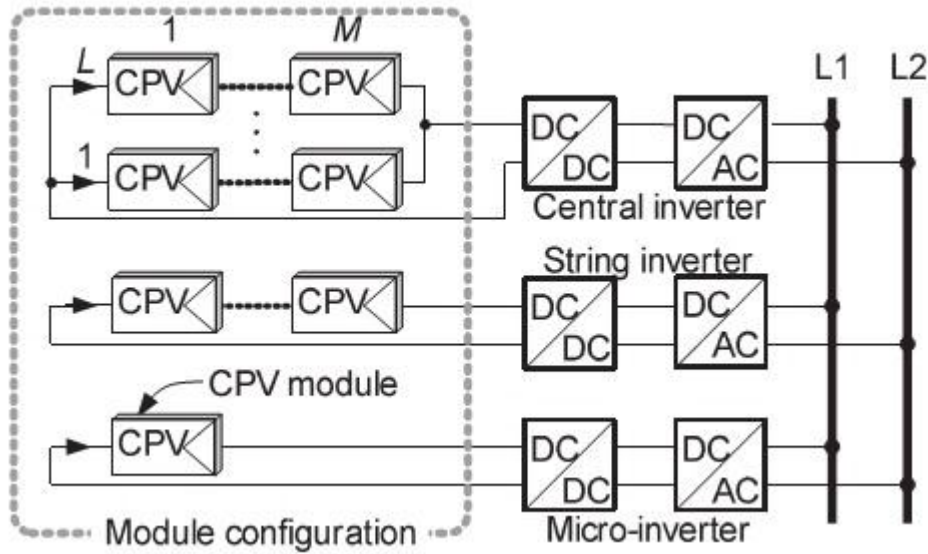 1 M
L CPV CPV L1 L2
DC DC
1 CPV CPV DC AC
Central inverter
String inverter
CPV CPV DC DC
DC AC
CPV module
CPV DC DC
DC AC
Module configuration Micro-inverter